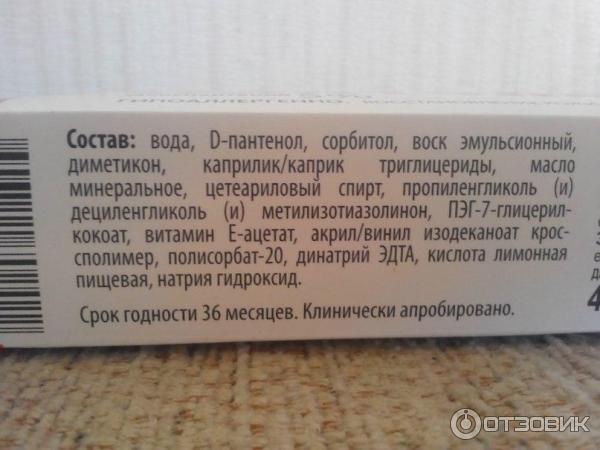 ГИПОАЛЛЕРГЕННО.
Состав: вода, D-пантенол, сорбитол, воск эмульсионный,
диметикон, каприлик/каприк триглицериды, масло
минеральное, цетеариловый спирт, пропиленгликоль (и)
дециленгликоль (и) метилизотиазолинон, ПЭГ-7-глицерил-
кокоат, витамин Е-ацетат, акрил/винил изодеканоат крос-
сполимер, полисорбат-20, динатрий ЭДТА, кислота лимонная
пищевая, натрия гидроксид.
Срок годности 36 месяцев. Клинически апробировано.
ОТЗОВИК